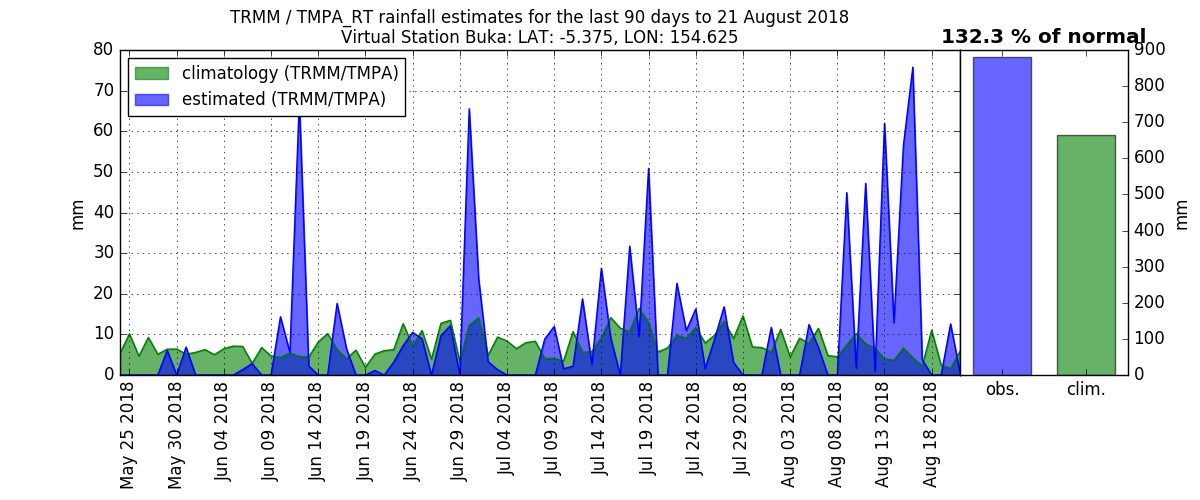 TRMM / TMPA_RT rainfall estimates for the last 90 days to 21 August 2018
Virtual Station Buka: LAT: -5.375, LON: 154.625
132.3 % of normal
climatology (TRMM/TMPA)
estimated (TRMM/TMPA)
mm
80
70
60
50
40
30
20
10
0
May 25 2018
May 30 2018
Jun 04 2018
Jun 09 2018
Jun 14 2018
Jun 19 2018
Jun 24 2018
Jun 29 2018
Jul 04 2018
Jul 09 2018
Jul 14 2018
Jul 19 2018
Jul 24 2018
Jul 29 2018
Aug 03 2018
Aug 08 2018
Aug 13 2018
Aug 18 2018
obs.
clim.
900
800
700
600
500
400
300
200
100
0
mm